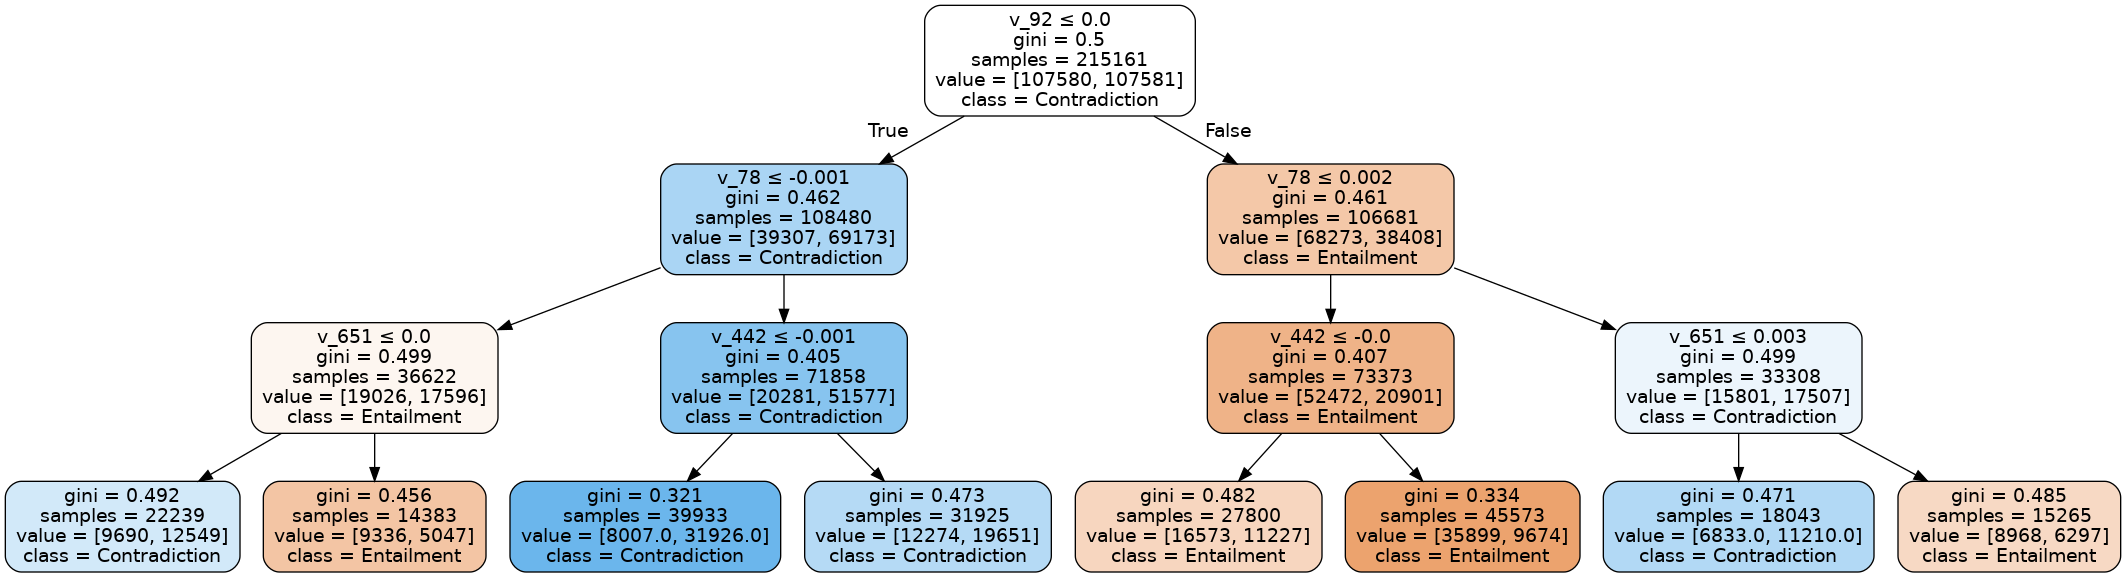 v_92 ≤ 0.0
gini = 0.5
samples = 215161
value = [107580, 107581]
class = Contradiction
True
False
v_78 ≤ -0.001
gini = 0.462
samples = 108480
value = [39307, 69173]
class = Contradiction
v_78 ≤ 0.002
gini = 0.461
samples = 106681
value = [68273, 38408]
class = Entailment
v_651 ≤ 0.0
gini = 0.499
samples = 36622
value = [19026, 17596]
class = Entailment
v_442 ≤ -0.001
gini = 0.405
samples = 71858
value = [20281, 51577]
class = Contradiction
v_442 ≤ -0.0
gini = 0.407
samples = 73373
value = [52472, 20901]
class = Entailment
v_651 ≤ 0.003
gini = 0.499
samples = 33308
value = [15801, 17507]
class = Contradiction
gini = 0.492
samples = 22239
value = [9690, 12549]
class = Contradiction
gini = 0.456
samples = 14383
value = [9336, 5047]
class = Entailment
gini = 0.321
samples = 39933
value = [8007.0, 31926.0]
class = Contradiction
gini = 0.473
samples = 31925
value = [12274, 19651]
class = Contradiction
gini = 0.482
samples = 27800
value = [16573, 11227]
class = Entailment
gini = 0.334
samples = 45573
value = [35899, 9674]
class = Entailment
gini = 0.471
samples = 18043
value = [6833.0, 11210.0]
class = Contradiction
gini = 0.485
samples = 15265
value = [8968, 6297]
class = Entailment